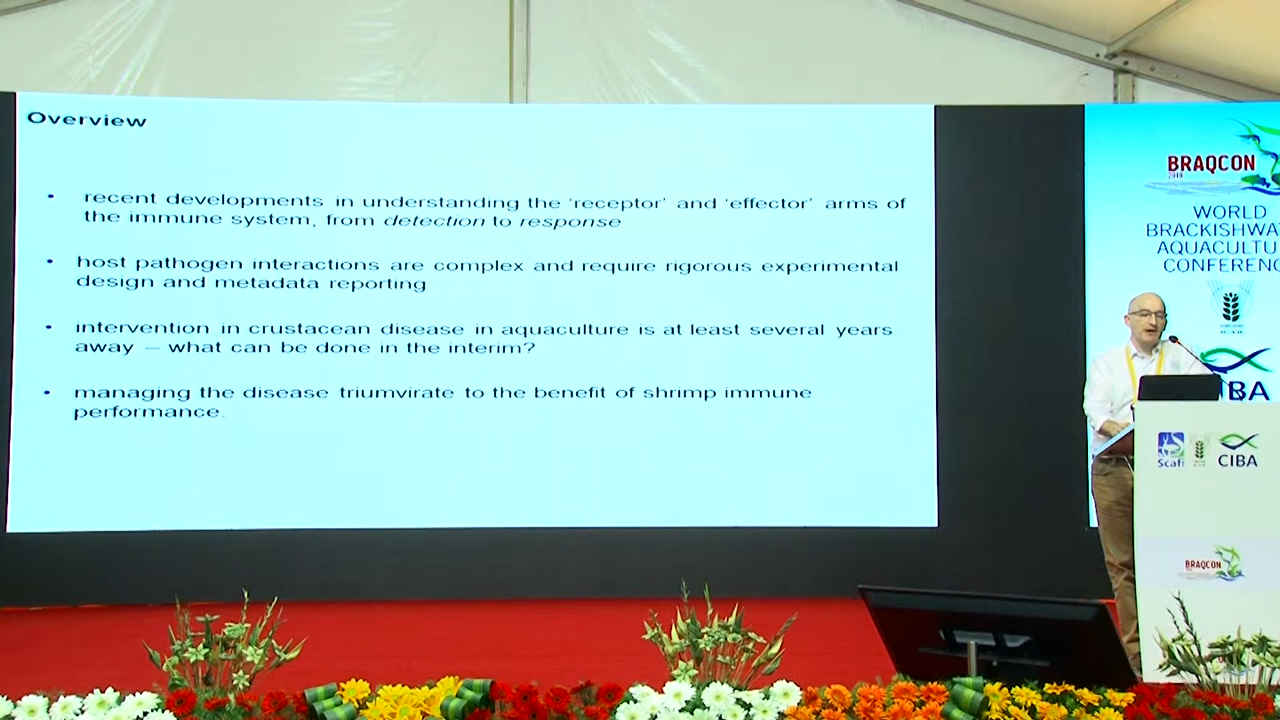 Overview
• recent developments in understanding the ‘receptor’ and ‘effector’ arms of
the immune system, from detection to response
• host pathogen interactions are complex and require rigorous experimental
design and metadata reporting
• intervention in crustacean disease in aquaculture is at least several years
away – what can be done in the interim?
• managing the disease triumvirate to the benefit of shrimp immune
performance.
BRAQCON
WORLD
BRACKISHWA
AQUACULTU
CONFERENC
CIBA
Scafi
CIBA
BRAQCON